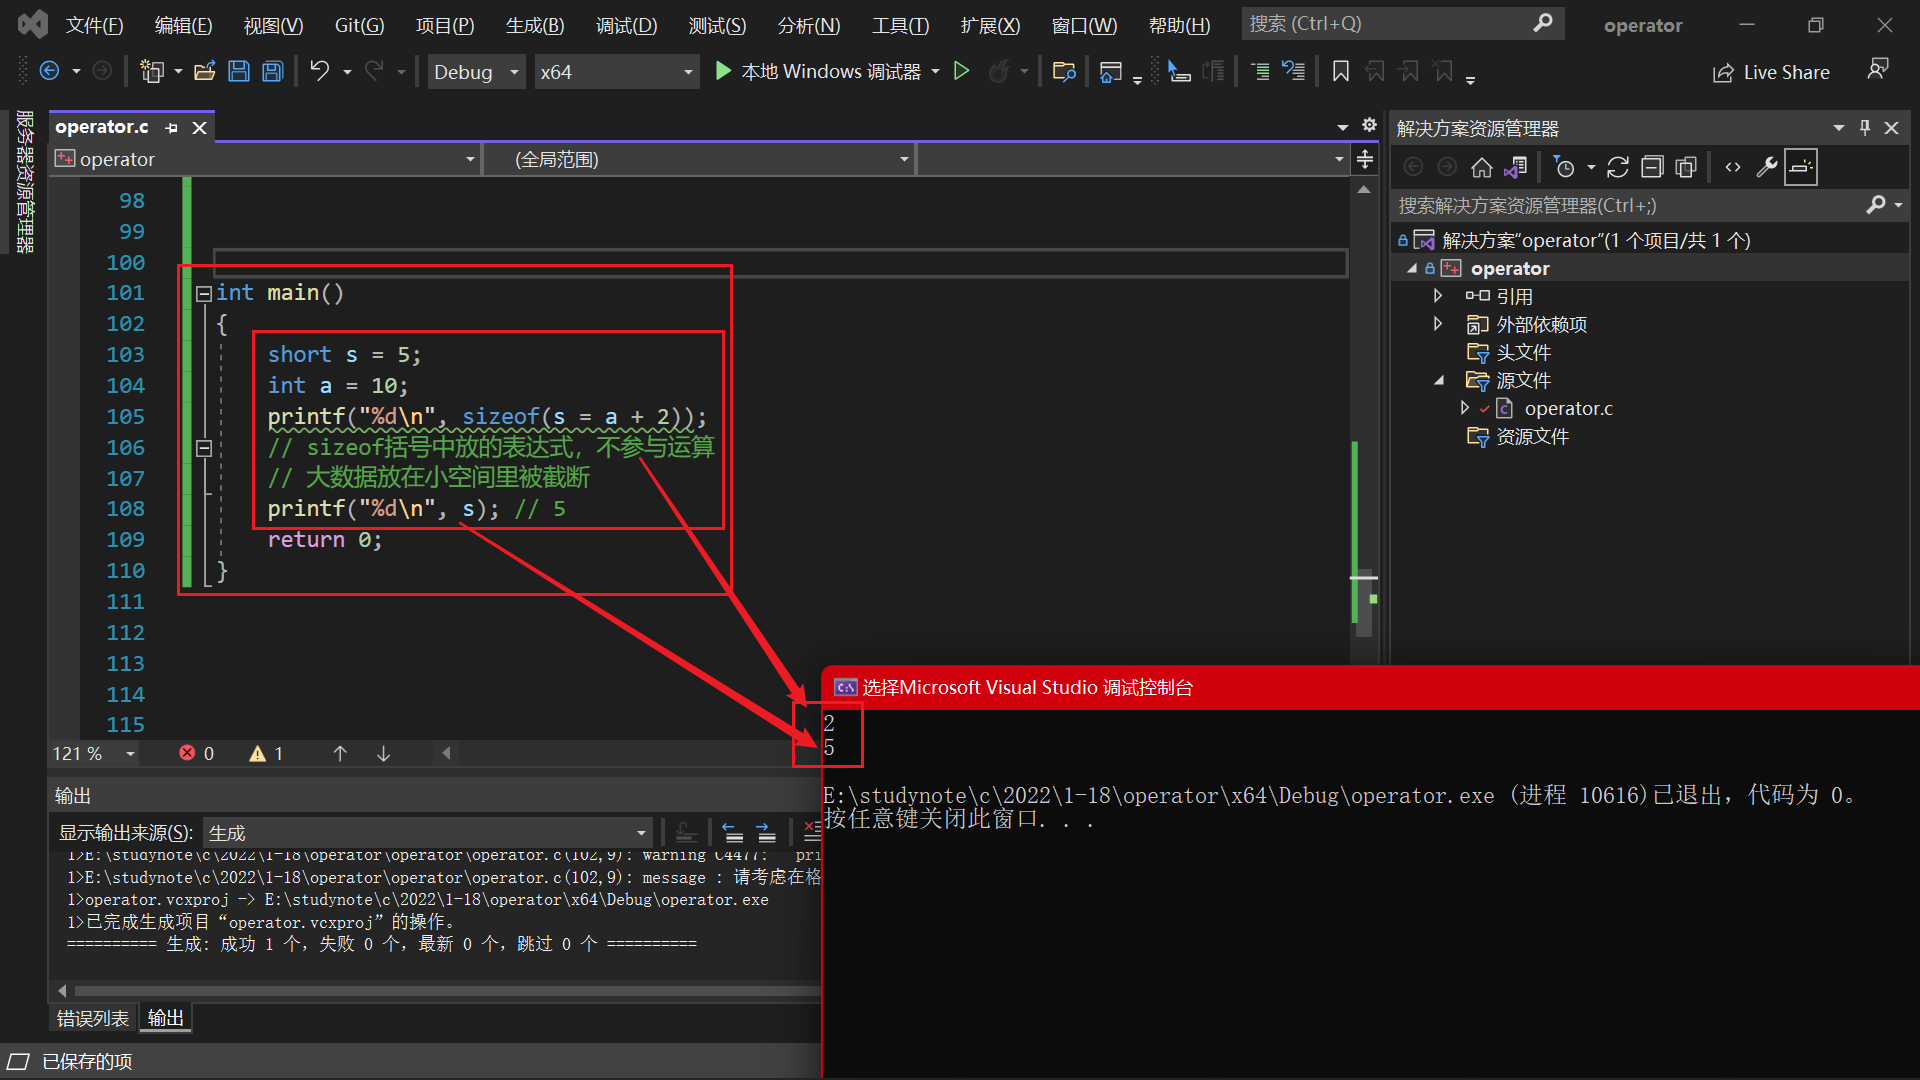 文件(F) 编辑(E) 视图(V) Git(G) 项目(P) 生成(B) 调试(D) 测试(S) 分析(N) 工具(T) 扩展(X) 窗口(W) 帮助(H) 搜索 (Ctrl+Q) operator
Debug x64 本地 Windows 调试器 Live Share
服务器资源管理器
operator.c
operator (全局范围)
98
99
100
101 int main()
102 {
103 short s = 5;
104 int a = 10;
105 printf("%d\n", sizeof(s = a + 2));
106 // sizeof括号中放的表达式，不参与运算
107 // 大数据放在小空间里被截断
108 printf("%d\n", s); // 5
109 return 0;
110 }
111
112
113
114
115
121 % 0 1
解决方案资源管理器
搜索解决方案资源管理器(Ctrl+;)
解决方案“operator”(1 个项目/共 1 个)
operator
引用
外部依赖项
头文件
源文件
operator.c
资源文件
输出
显示输出来源(S): 生成
1>E:\studynote\c\2022\1-18\operator\operator\operator.c(102,9): warning C4477: pri
1>E:\studynote\c\2022\1-18\operator\operator\operator.c(102,9): message : 请考虑在格
1>operator.vcxproj -> E:\studynote\c\2022\1-18\operator\x64\Debug\operator.exe
1>已完成生成项目“operator.vcxproj”的操作。
========== 生成: 成功 1 个，失败 0 个，最新 0 个，跳过 0 个 ==========
错误列表 输出
已保存的项
选择Microsoft Visual Studio 调试控制台
2
5
E:\studynote\c\2022\1-18\operator\x64\Debug\operator.exe (进程 10616)已退出，代码为 0。
按任意键关闭此窗口. . .